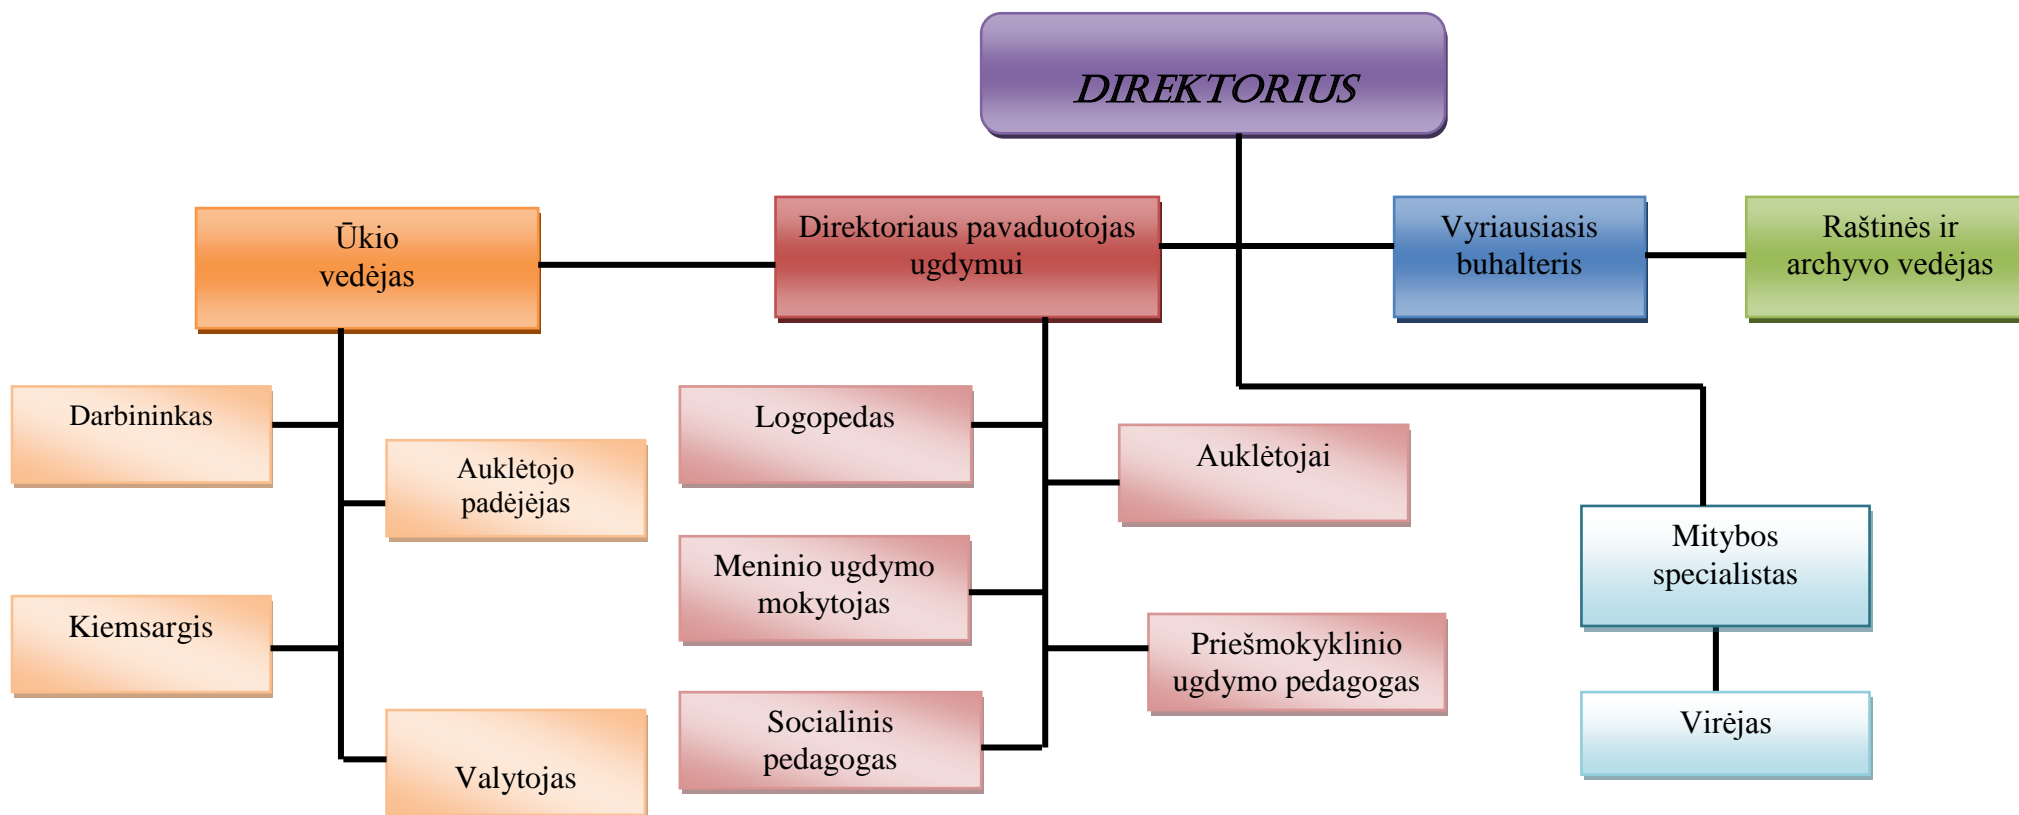 DIREKTORIUS
Ūkio
vedėjas
Direktoriaus pavaduotojas
ugdymui
Vyriausiasis
buhalteris
Raštinės ir
archyvo vedėjas
Darbininkas
Auklėtojo
padėjėjas
Kiemsargis
Valytojas
Logopedas
Auklėtojai
Meninio ugdymo
mokytojas
Priešmokyklinio
ugdymo pedagogas
Socialinis
pedagogas
Mitybos
specialistas
Virėjas